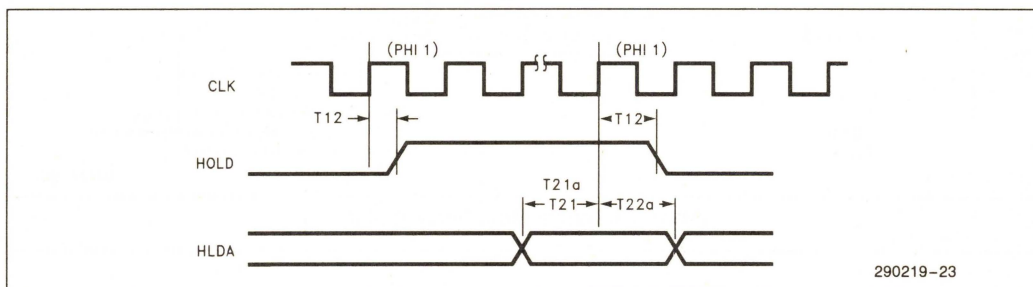 (PHI 1) (PHI 1)
CLK
T12 T12
HOLD
T21a
T21 T22a
HLDA
290219-23